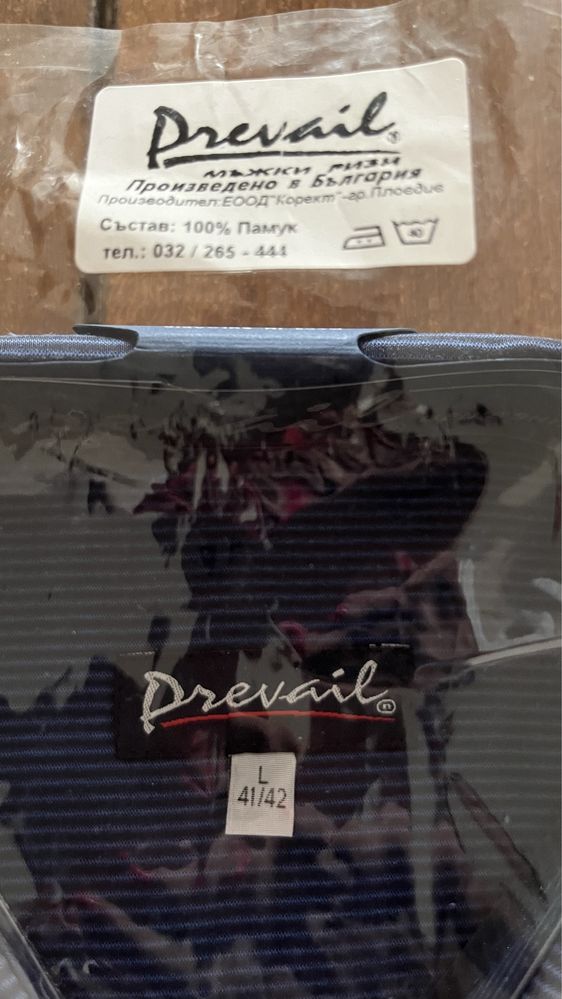 Prevail ®
мъжки ризи
Произведено в България
Производител:ЕООД"Корект"-гр.Пловдив
Състав: 100% Памук
тел.: 032 / 265 - 444
40
Prevail ®
L
41/42